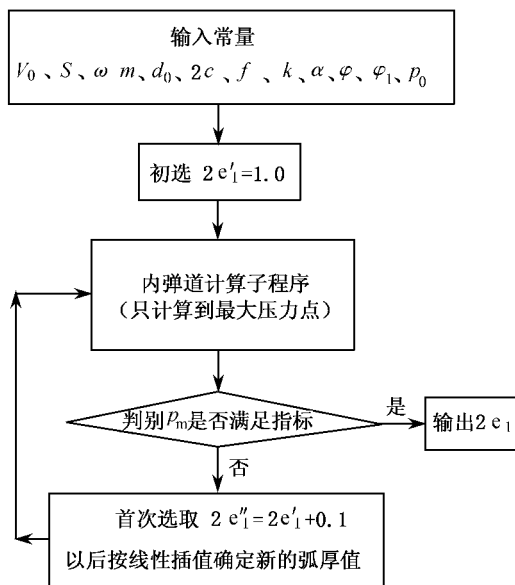 输入常量
V₀、S、ω m、d₀、2c、f、k、α、φ、φ₁、p₀
初选 2e′₁=1.0
内弹道计算子程序
（只计算到最大压力点）
判别pₘ是否满足指标
是
输出2e₁
否
首次选取 2e″₁=2e′₁+0.1
以后按线性插值确定新的弧厚值